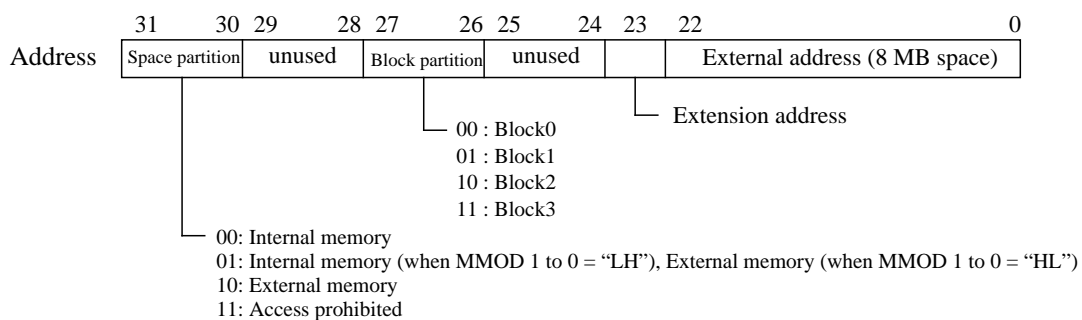 31 30 29 28 27 26 25 24 23 22 0
Address Space partition unused Block partition unused External address (8 MB space)
Extension address
00 : Block0
01 : Block1
10 : Block2
11 : Block3
00: Internal memory
01: Internal memory (when MMOD 1 to 0 = “LH”), External memory (when MMOD 1 to 0 = “HL”)
10: External memory
11: Access prohibited